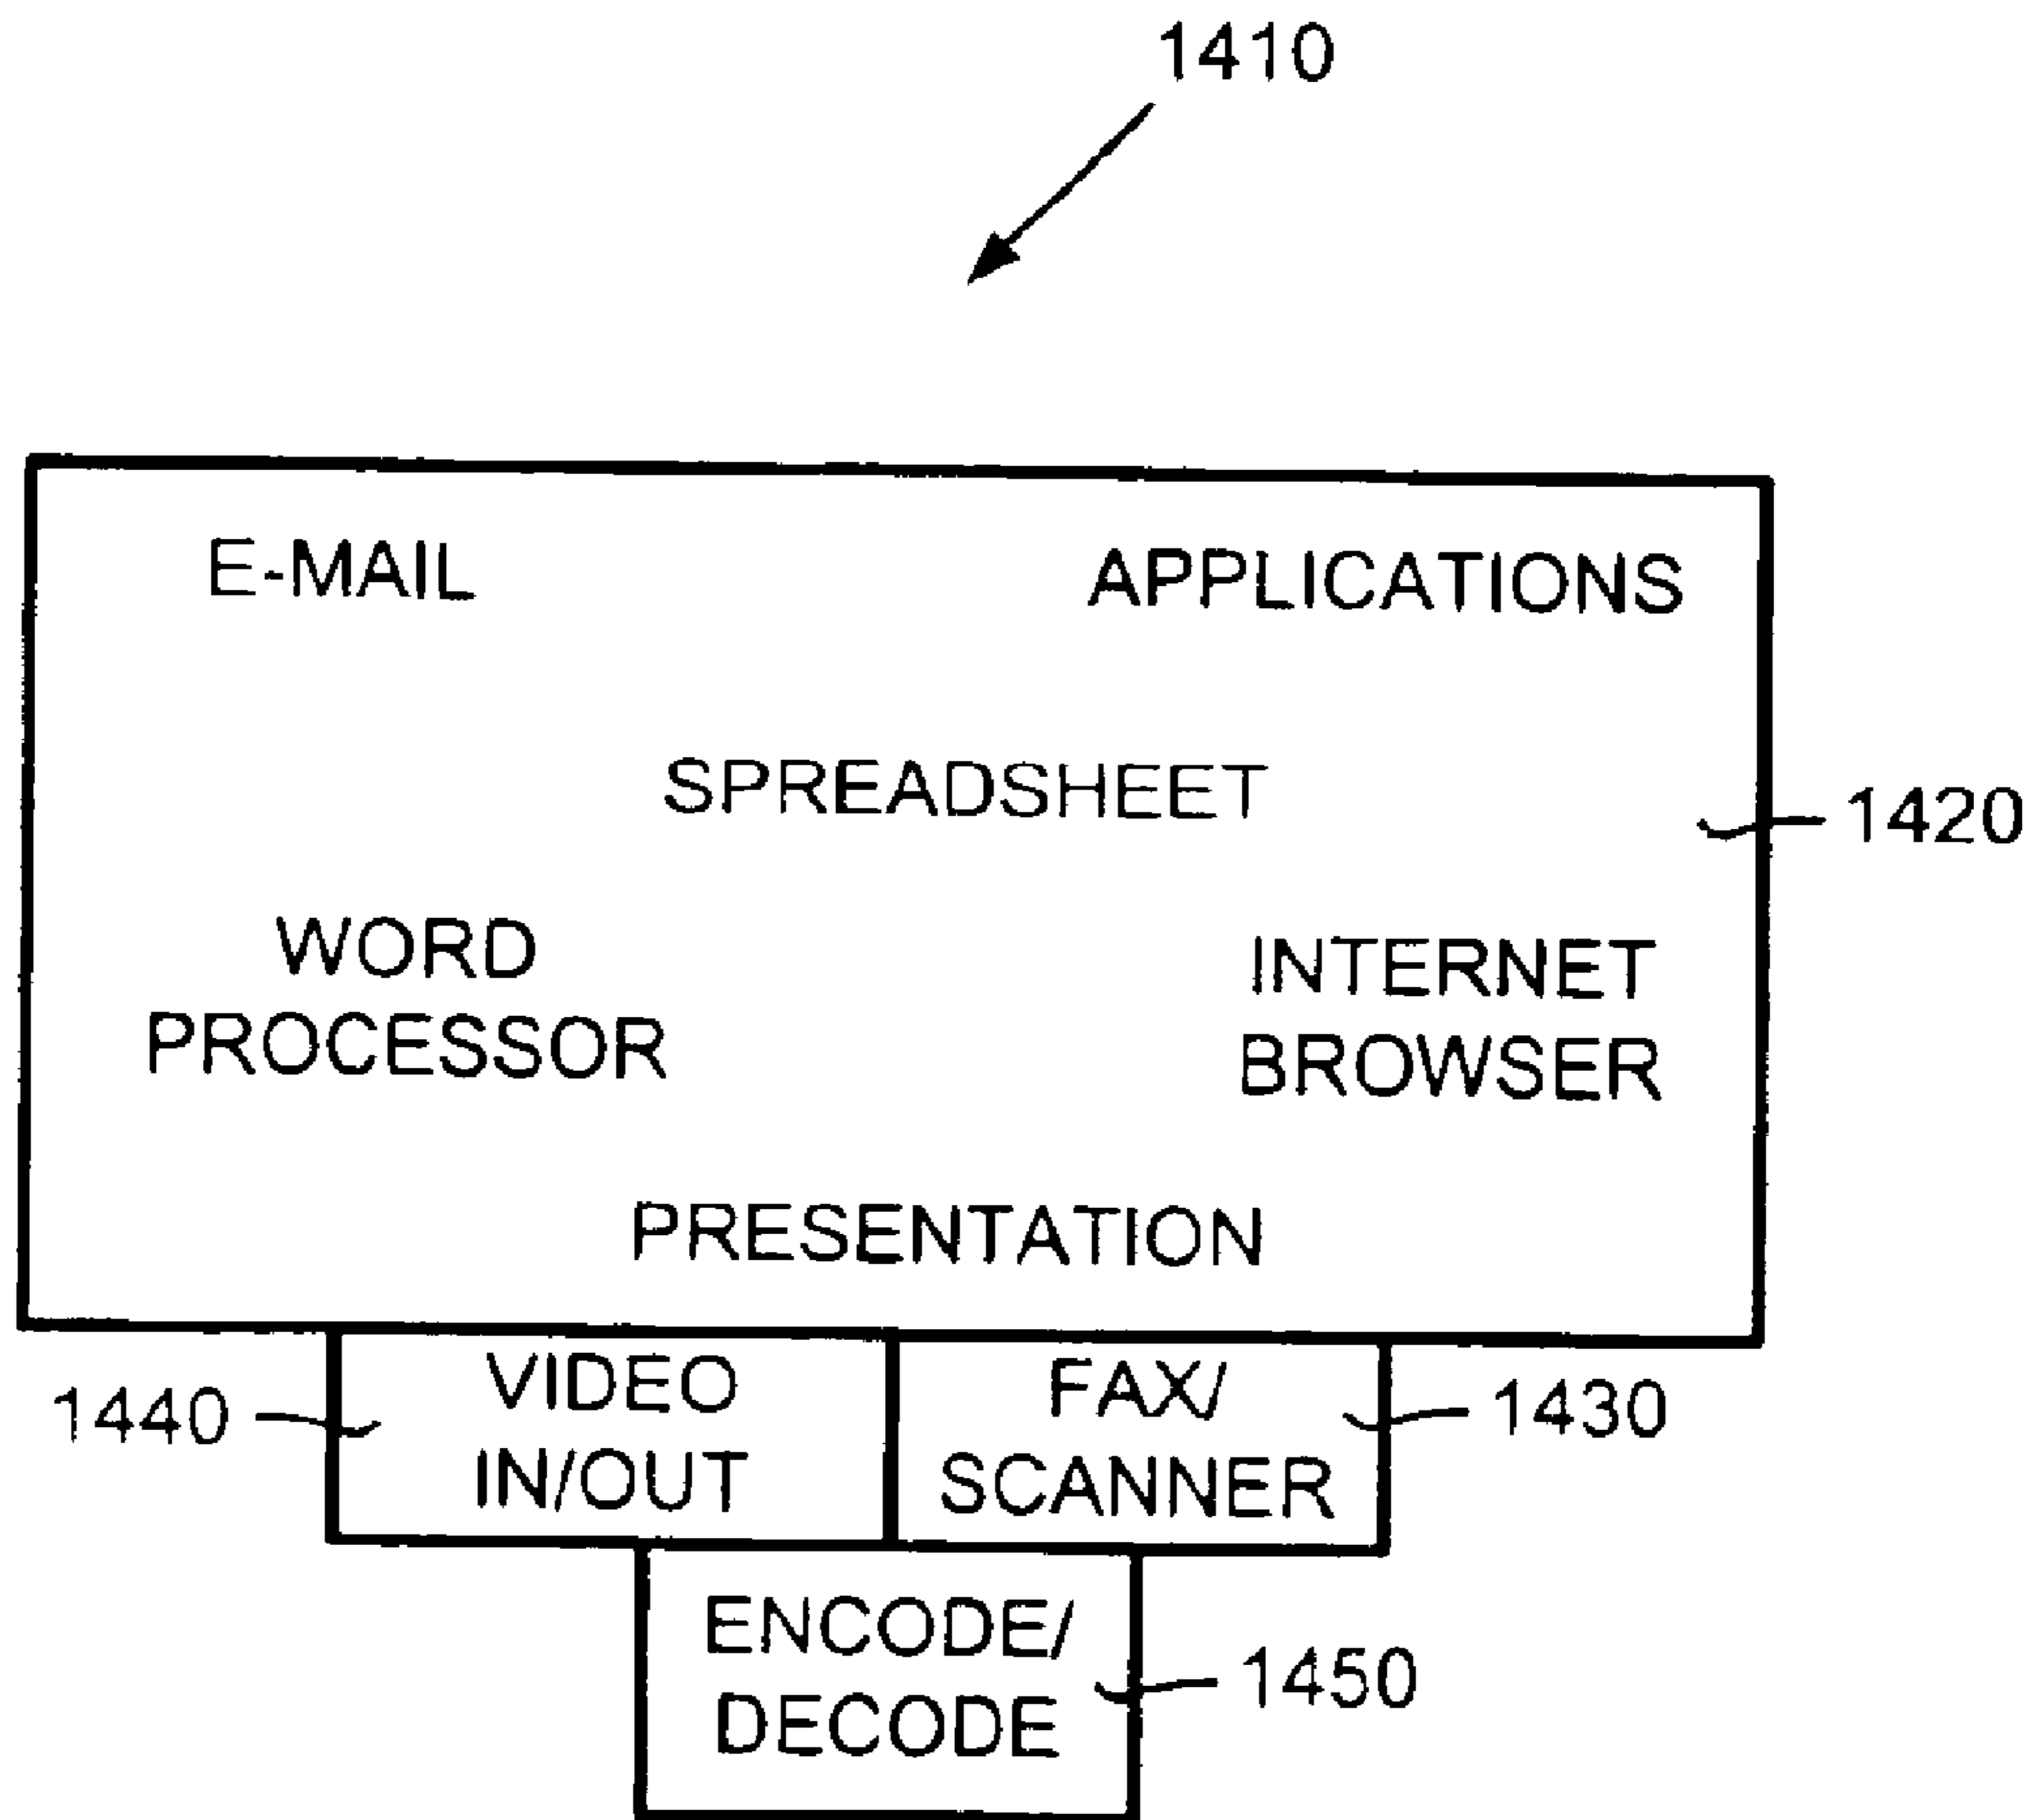 1410
E-MAIL
APPLICATIONS
SPREADSHEET
1420
WORD
PROCESSOR
INTERNET
BROWSER
PRESENTATION
1440
VIDEO
IN/OUT
FAX/
SCANNER
1430
ENCODE/
DECODE
1450